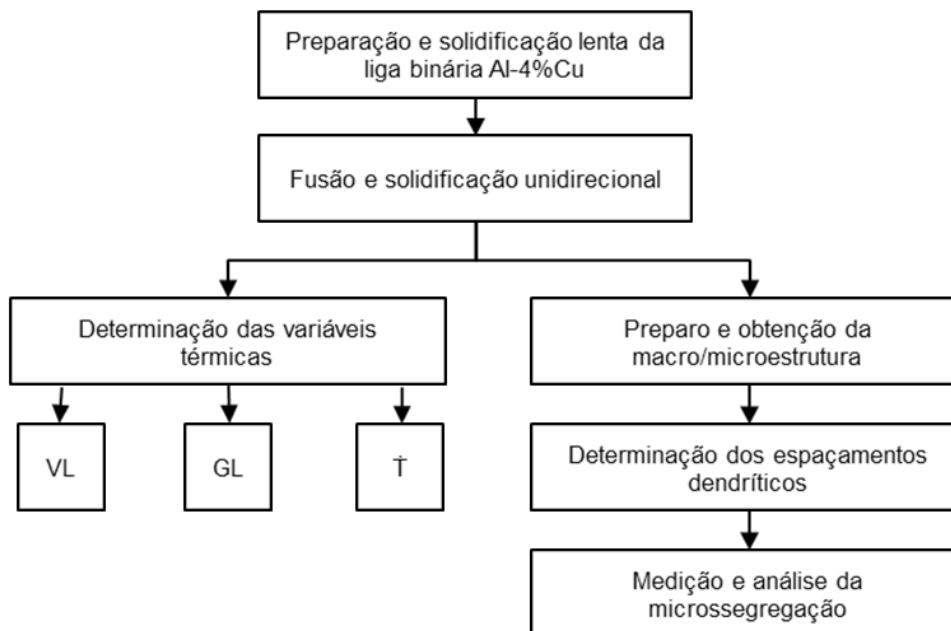 Preparação e solidificação lenta da
liga binária Al-4%Cu
Fusão e solidificação unidirecional
Determinação das variáveis
térmicas
VL
GL
Ṫ
Preparo e obtenção da
macro/microestrutura
Determinação dos espaçamentos
dendríticos
Medição e análise da
microssegregação